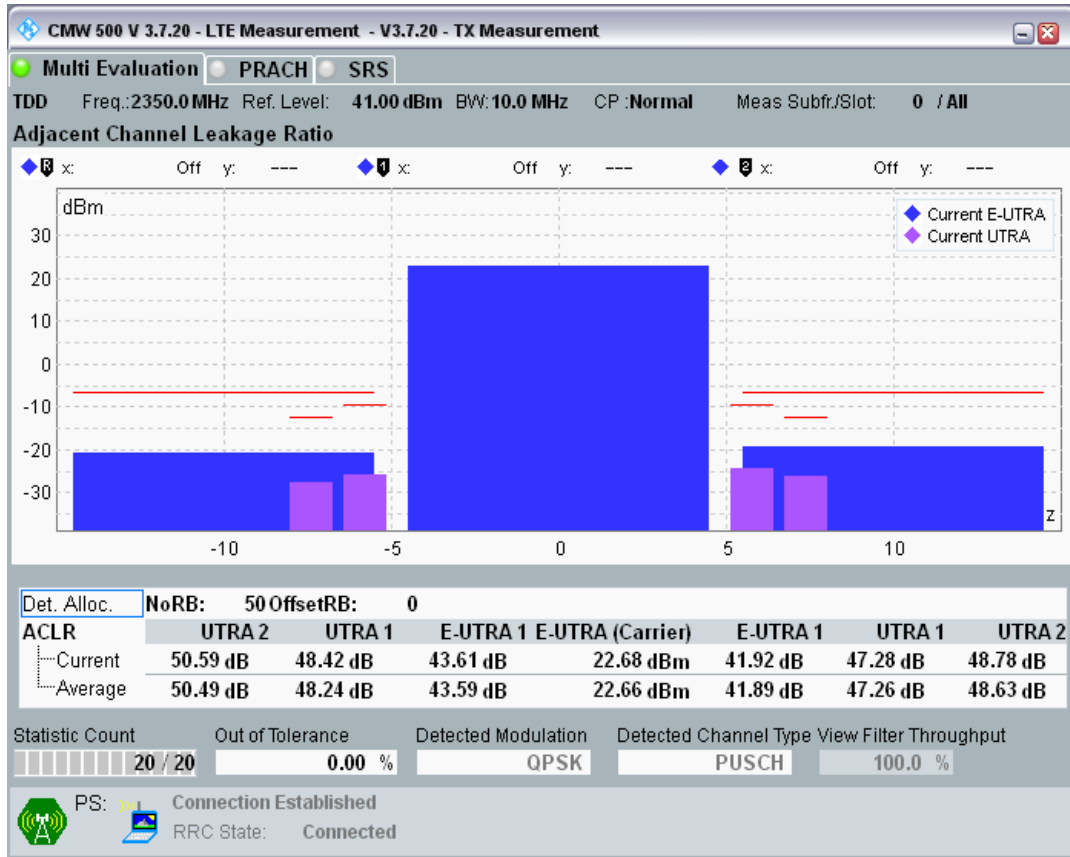 CMW 500 V 3.7.20 - LTE Measurement - V3.7.20 - TX Measurement
Multi Evaluation PRACH SRS
TDD Freq.:2350.0 MHz Ref. Level: 41.00 dBm BW: 10.0 MHz CP :Normal Meas Subfr./Slot: 0 / All
Adjacent Channel Leakage Ratio
R x: Off y: --- 1 x: Off y: --- 2 x: Off y: ---
dBm
Current E-UTRA
Current UTRA
30
20
10
0
-10
-20
-30
z
-10 -5 0 5 10
Det. Alloc. NoRB: 50 OffsetRB: 0
ACLR UTRA 2 UTRA 1 E-UTRA 1 E-UTRA (Carrier) E-UTRA 1 UTRA 1 UTRA 2
Current 50.59 dB 48.42 dB 43.61 dB 22.68 dBm 41.92 dB 47.28 dB 48.78 dB
Average 50.49 dB 48.24 dB 43.59 dB 22.66 dBm 41.89 dB 47.26 dB 48.63 dB
Statistic Count Out of Tolerance Detected Modulation Detected Channel Type View Filter Throughput
20 / 20 0.00 % QPSK PUSCH 100.0 %
PS: Connection Established
RRC State: Connected